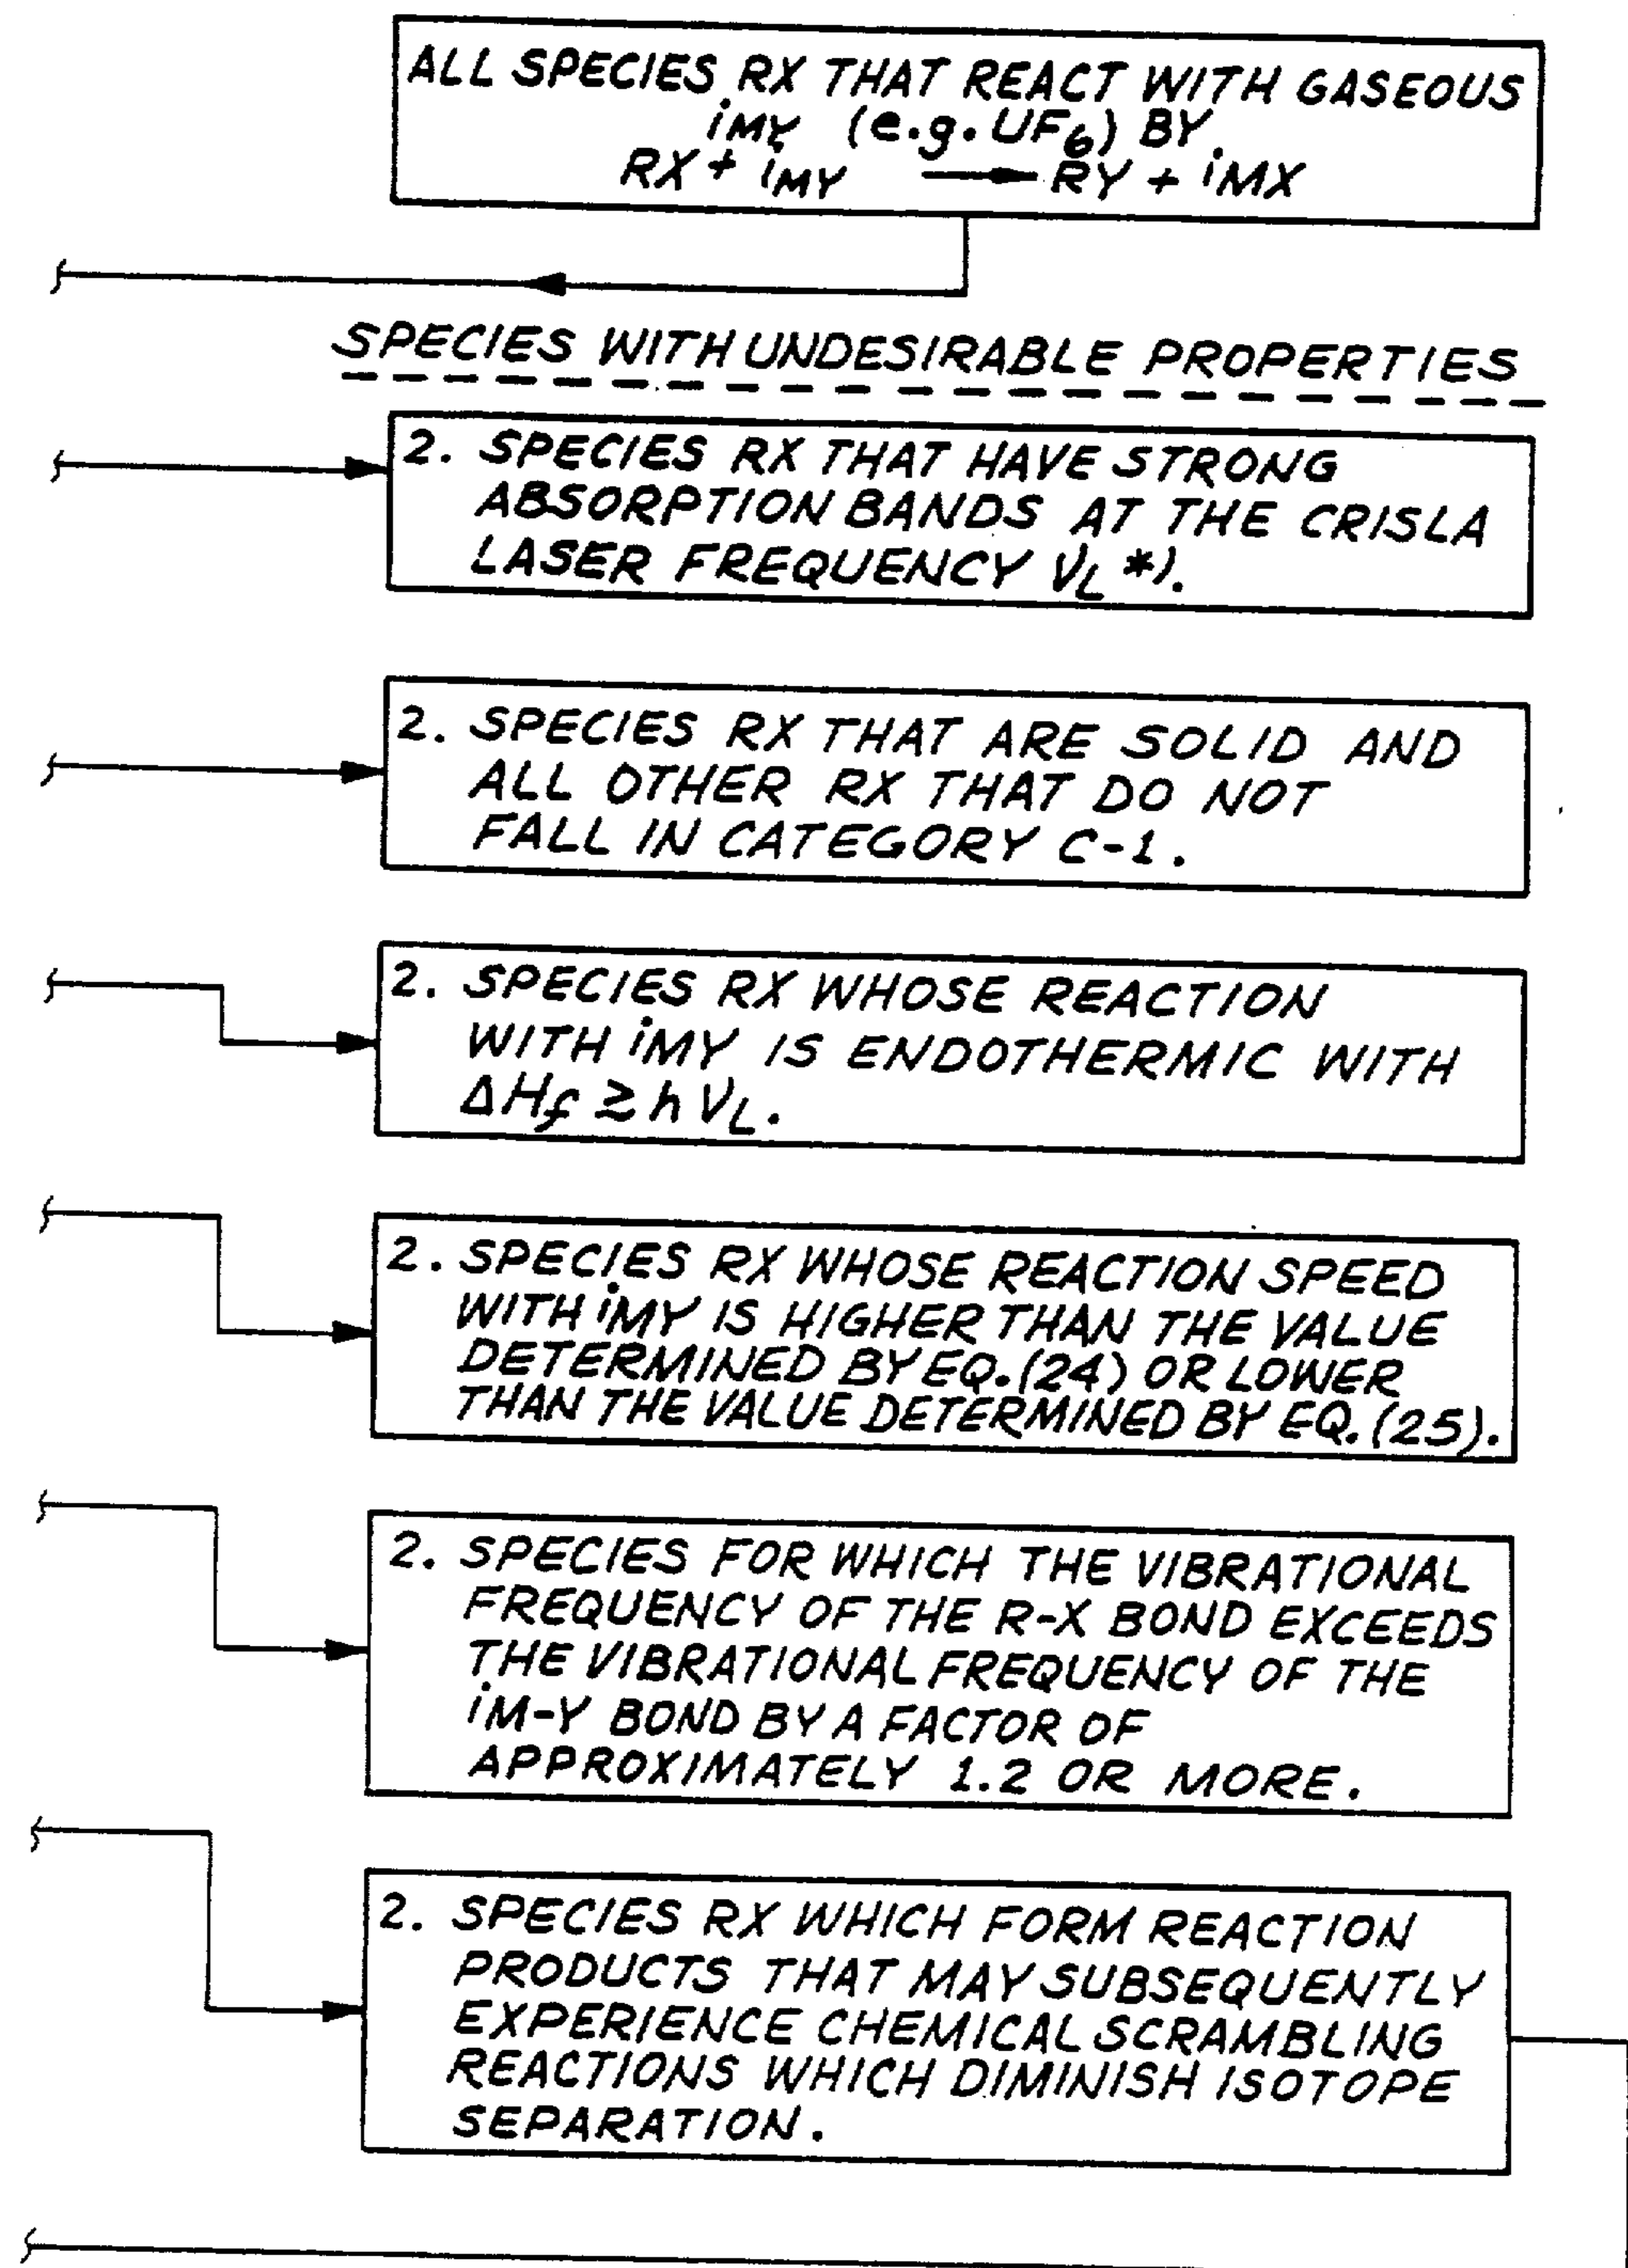 ALL SPECIES RX THAT REACT WITH GASEOUS
iMY (e.g. UF6) BY
RX + iMY → RY + iMX
SPECIES WITH UNDESIRABLE PROPERTIES
2. SPECIES RX THAT HAVE STRONG
ABSORPTION BANDS AT THE CRISLA
LASER FREQUENCY νL *).
2. SPECIES RX THAT ARE SOLID AND
ALL OTHER RX THAT DO NOT
FALL IN CATEGORY C-1.
2. SPECIES RX WHOSE REACTION
WITH iMY IS ENDOTHERMIC WITH
ΔHf ≳ hνL.
2. SPECIES RX WHOSE REACTION SPEED
WITH iMY IS HIGHER THAN THE VALUE
DETERMINED BY EQ.(24) OR LOWER
THAN THE VALUE DETERMINED BY EQ.(25).
2. SPECIES FOR WHICH THE VIBRATIONAL
FREQUENCY OF THE R-X BOND EXCEEDS
THE VIBRATIONAL FREQUENCY OF THE
iM-Y BOND BY A FACTOR OF
APPROXIMATELY 1.2 OR MORE.
2. SPECIES RX WHICH FORM REACTION
PRODUCTS THAT MAY SUBSEQUENTLY
EXPERIENCE CHEMICAL SCRAMBLING
REACTIONS WHICH DIMINISH ISOTOPE
SEPARATION.